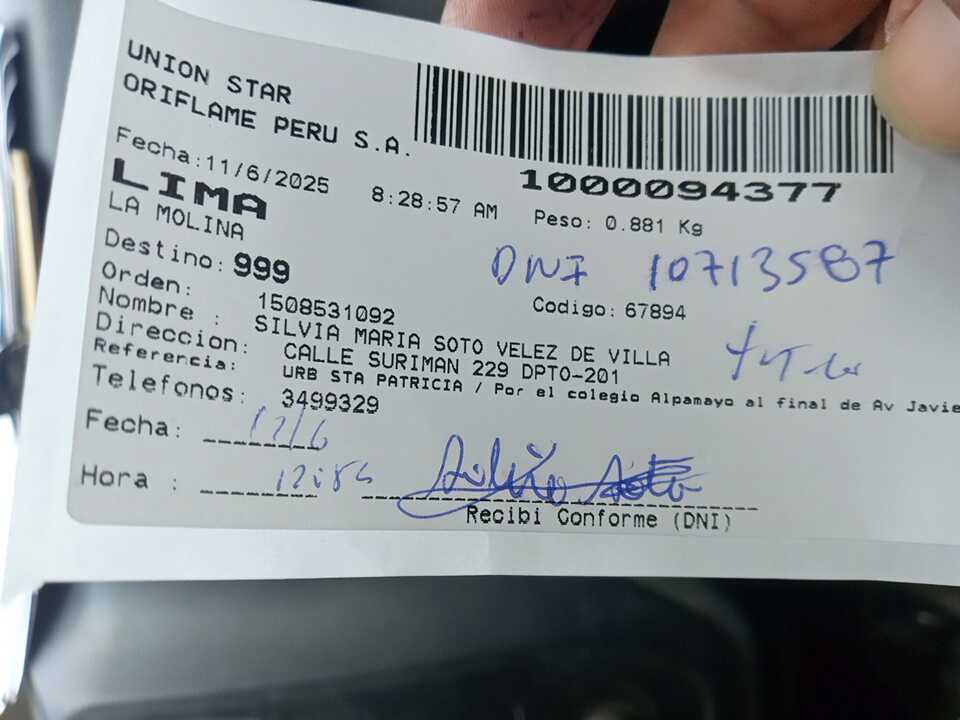 UNION STAR
ORIFLAME PERU S.A.
Fecha:11/6/2025 8:28:57 AM
1000094377
LIMA
Peso: 0.881 Kg
LA MOLINA
Destino: 999
DNI 10713587
Orden: 1508531092
Codigo: 67894
Nombre : SILVIA MARIA SOTO VELEZ DE VILLA
Direccion: CALLE SURIMAN 229 DPTO-201
Referencia: URB STA PATRICIA / Por el colegio Alpamayo al final de Av Javie
Telefonos: 3499329
Fecha: 12/6
Hora :
Recibi Conforme (DNI)